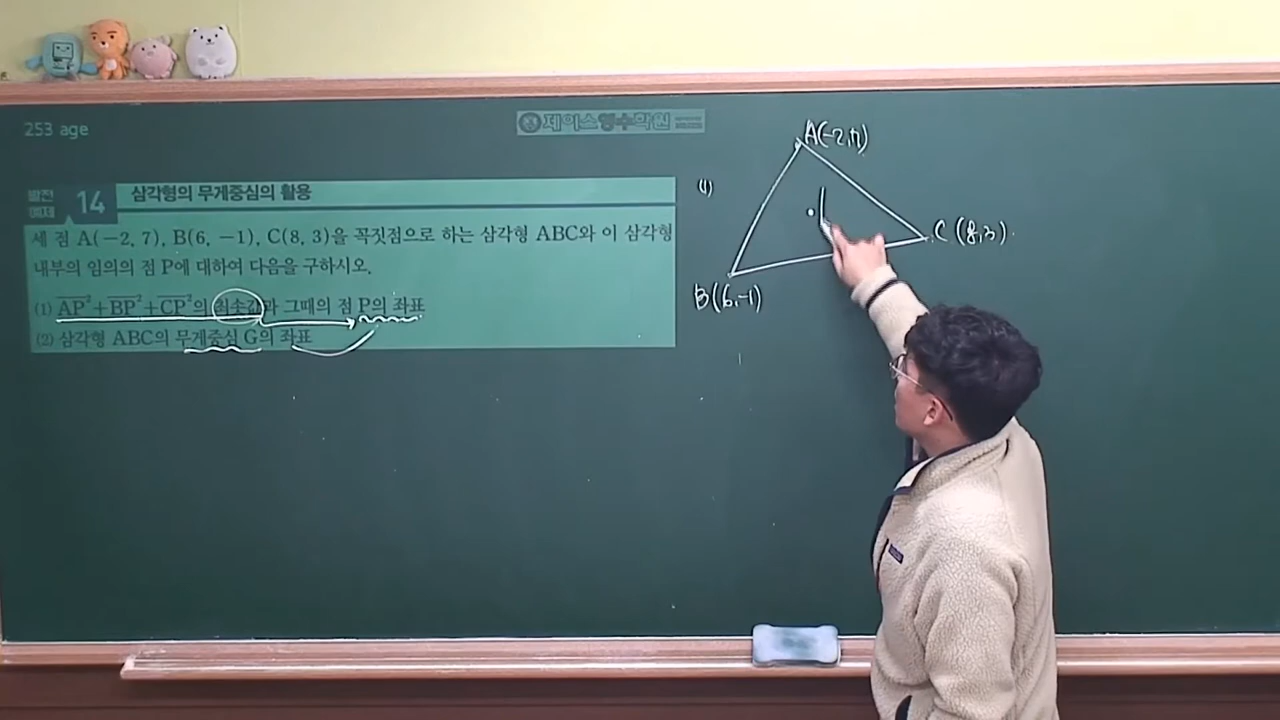 253 age
제이스영수학원
발전
예제 14 삼각형의 무게중심의 활용
세 점 A(−2, 7), B(6, −1), C(8, 3)을 꼭짓점으로 하는 삼각형 ABC와 이 삼각형
내부의 임의의 점 P에 대하여 다음을 구하시오.
(1) AP²+BP²+CP²의 최솟값과 그때의 점 P의 좌표
(2) 삼각형 ABC의 무게중심 G의 좌표
(1)
A(-2,7)
C (8,3)
B(6,-1)